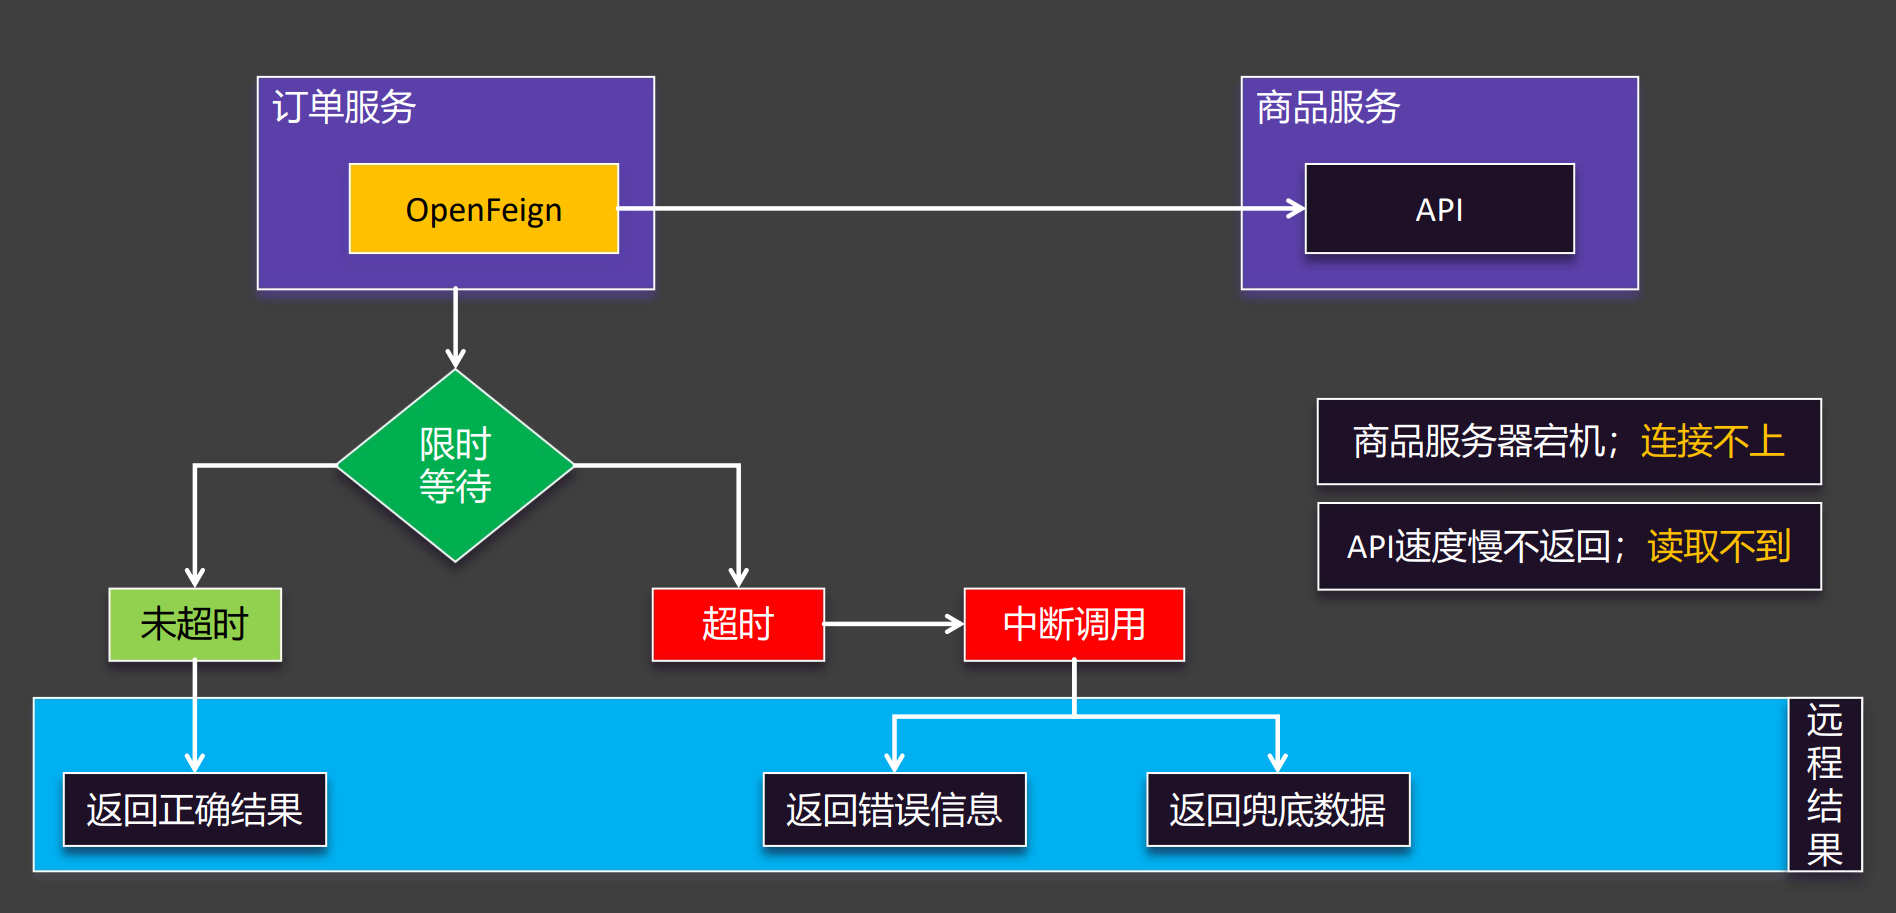 订单服务
OpenFeign
商品服务
API
限时
等待
商品服务器宕机；连接不上
API速度慢不返回；读取不到
未超时
超时
中断调用
返回正确结果
返回错误信息
返回兜底数据
远
程
结
果